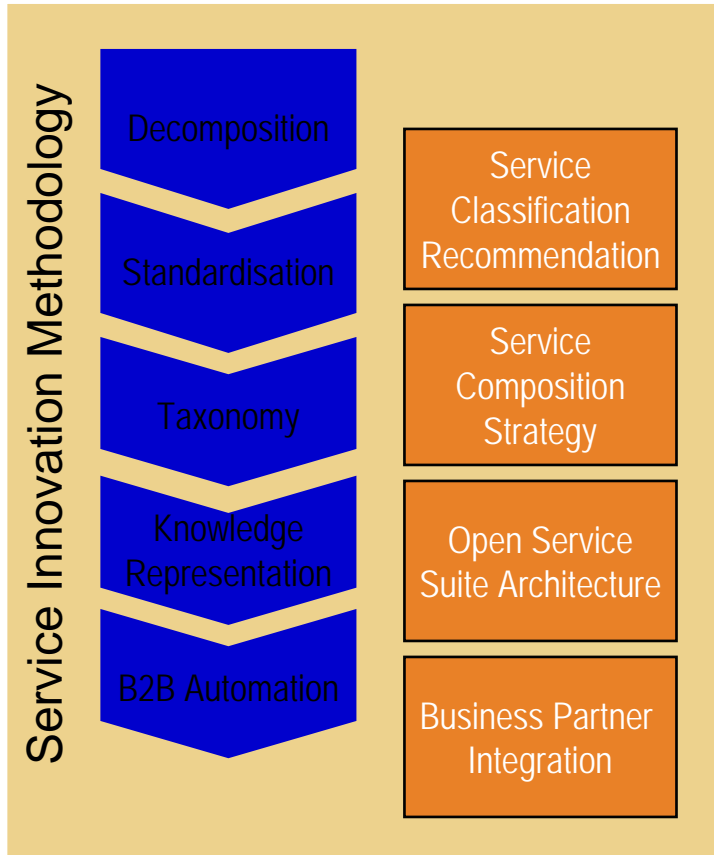 Service Innovation Methodology
Decomposition
Standardisation
Taxonomy
Knowledge
Representation
B2B Automation
Service
Classification
Recommendation
Service
Composition
Strategy
Open Service
Suite Architecture
Business Partner
Integration